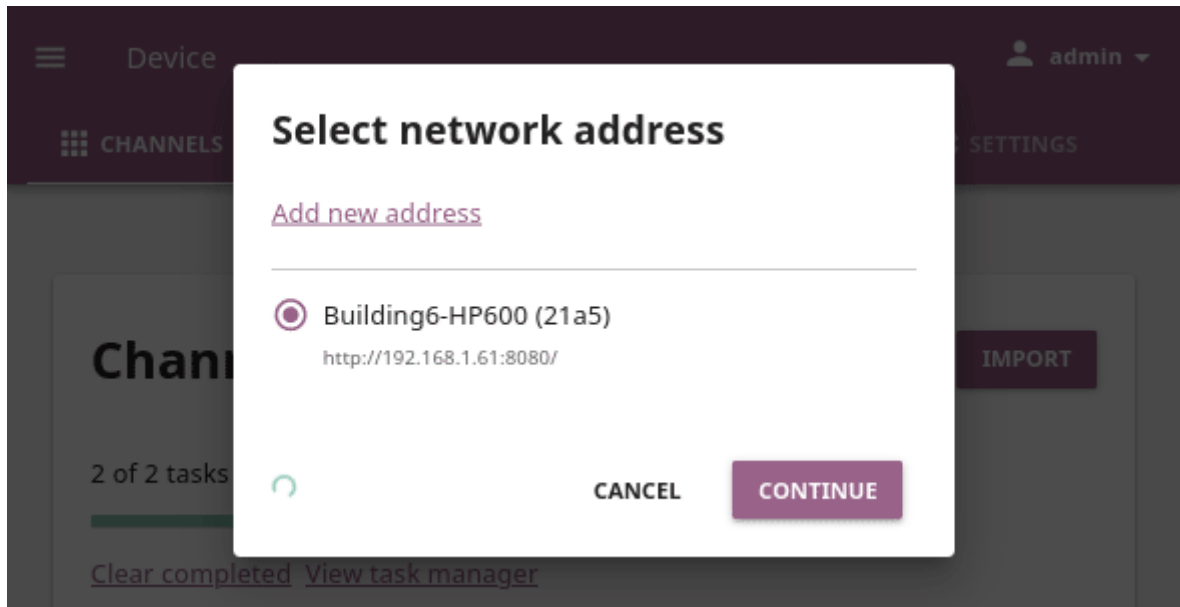 Device
admin
CHANNELS
SETTINGS
Select network address
Add new address
Building6-HP600 (21a5)
http://192.168.1.61:8080/
IMPORT
2 of 2 tasks
CANCEL
CONTINUE
Clear completed View task manager